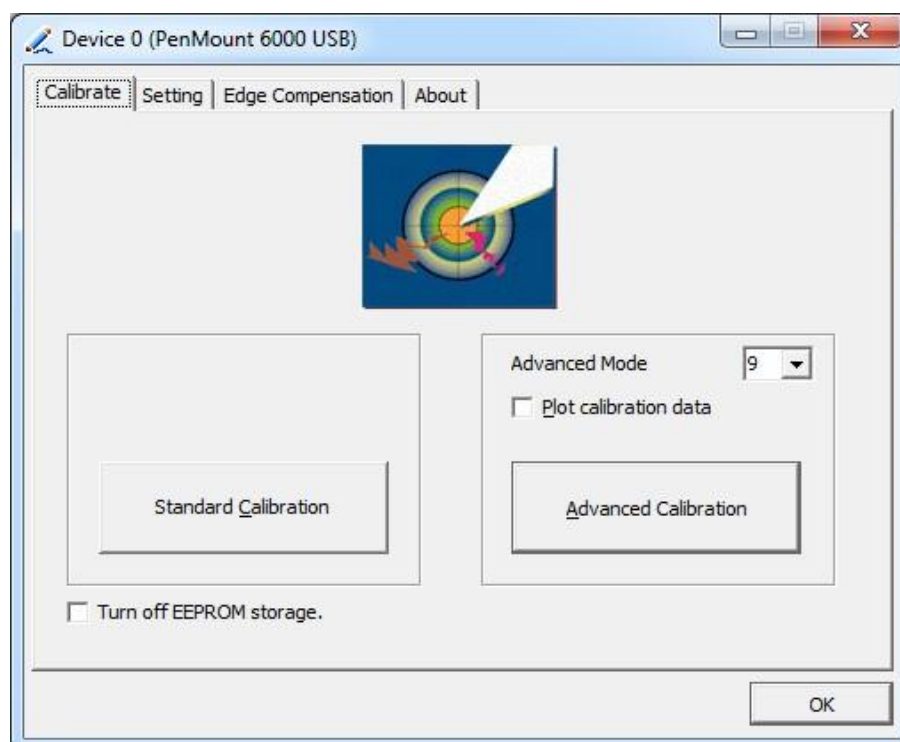 Device 0 (PenMount 6000 USB)
Calibrate Setting Edge Compensation About
Advanced Mode 9
Plot calibration data
Standard Calibration
Advanced Calibration
Turn off EEPROM storage.
OK